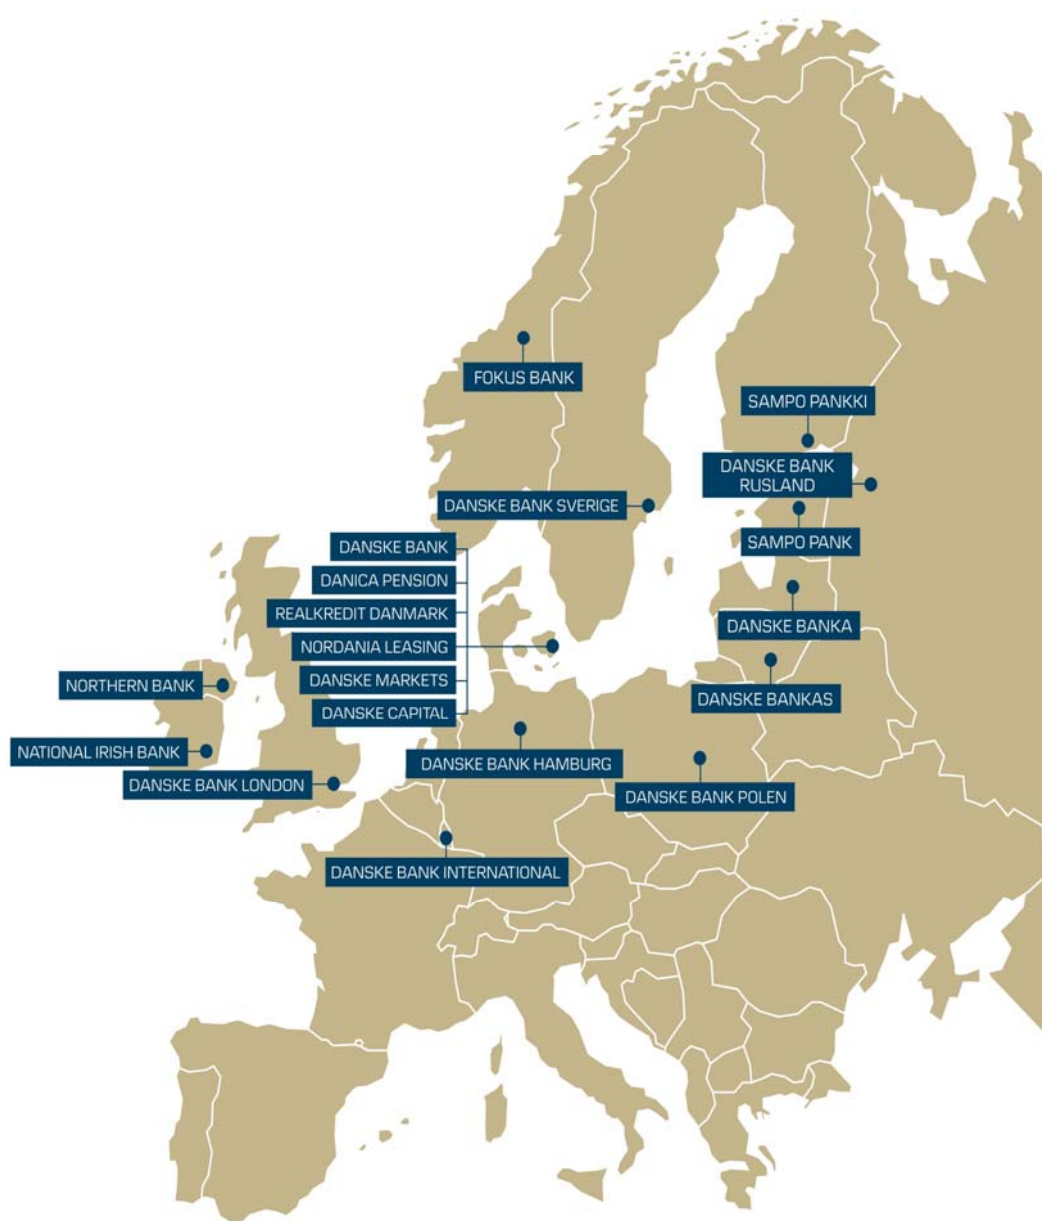 FOKUS BANK
SAMPO PANKKI
DANSKE BANK
RUSLAND
DANSKE BANK SVERIGE
SAMPO PANK
DANSKE BANK
DANICA PENSION
REALKREDIT DANMARK
NORDANIA LEASING
DANSKE MARKETS
DANSKE CAPITAL
DANSKE BANKA
DANSKE BANKAS
NORTHERN BANK
NATIONAL IRISH BANK
DANSKE BANK LONDON
DANSKE BANK HAMBURG
DANSKE BANK POLEN
DANSKE BANK INTERNATIONAL